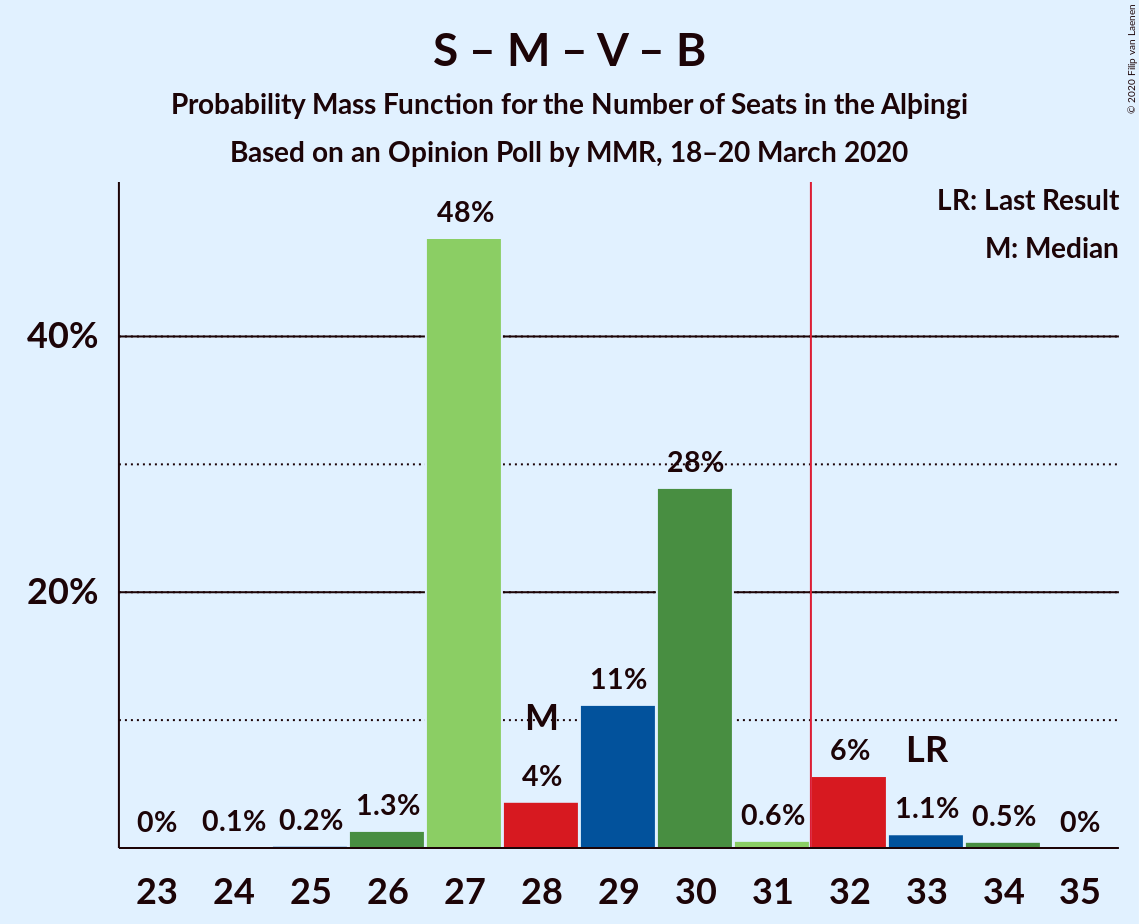 S – M – V – B
Probability Mass Function for the Number of Seats in the Alþingi
Based on an Opinion Poll by MMR, 18–20 March 2020
© 2020 Filip van Laenen
LR: Last Result
M: Median
40%
20%
0%
0.1%
0.2%
1.3%
48%
4%
M
11%
28%
0.6%
6%
1.1%
LR
0.5%
0%
23 24 25 26 27 28 29 30 31 32 33 34 35